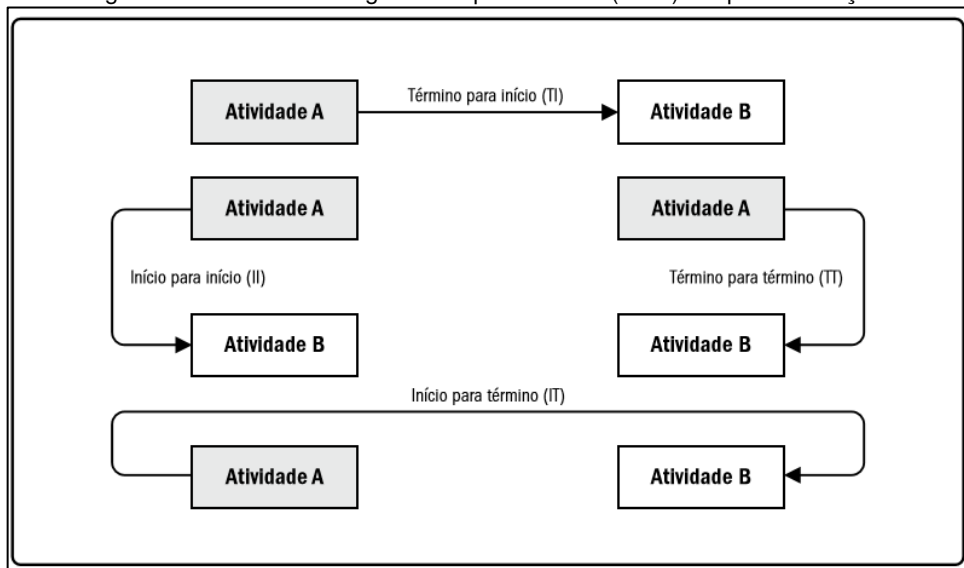 Atividade A
Término para início (TI)
Atividade B
Atividade A
Atividade A
Início para início (II)
Término para término (TT)
Atividade B
Atividade B
Início para término (IT)
Atividade A
Atividade B